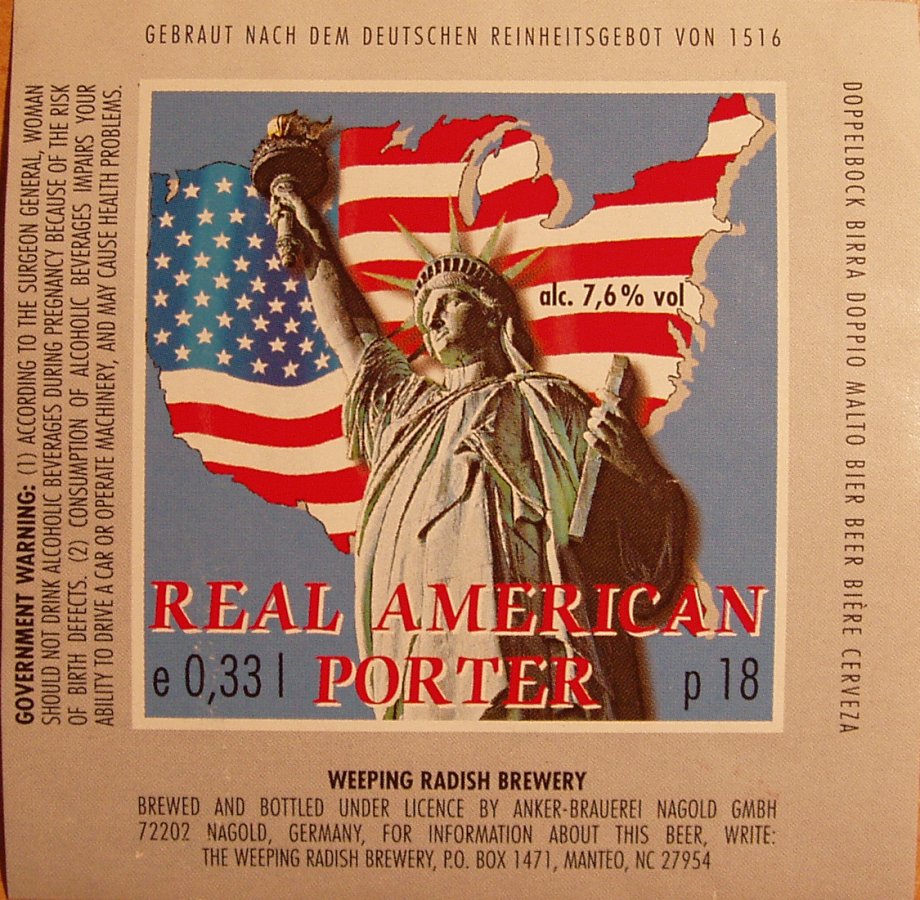 GEBRAUT NACH DEM DEUTSCHEN REINHEITSGEBOT VON 1516
GOVERNMENT WARNING: (1) ACCORDING TO THE SURGEON GENERAL, WOMAN
SHOULD NOT DRINK ALCOHOLIC BEVERAGES DURING PREGNANCY BECAUSE OF THE RISK
OF BIRTH DEFECTS. (2) CONSUMPTION OF ALCOHOLIC BEVERAGES IMPAIRS YOUR
ABILITY TO DRIVE A CAR OR OPERATE MACHINERY, AND MAY CAUSE HEALTH PROBLEMS.
alc. 7,6% vol
REAL AMERICAN
PORTER
e 0,33 l
p 18
DOPPELBOCK BIRRA DOPPIO MALTO BIER BEER BIÈRE CERVEZA
WEEPING RADISH BREWERY
BREWED AND BOTTLED UNDER LICENCE BY ANKER-BRAUEREI NAGOLD GMBH
72202 NAGOLD, GERMANY, FOR INFORMATION ABOUT THIS BEER, WRITE:
THE WEEPING RADISH BREWERY, P.O. BOX 1471, MANTEO, NC 27954